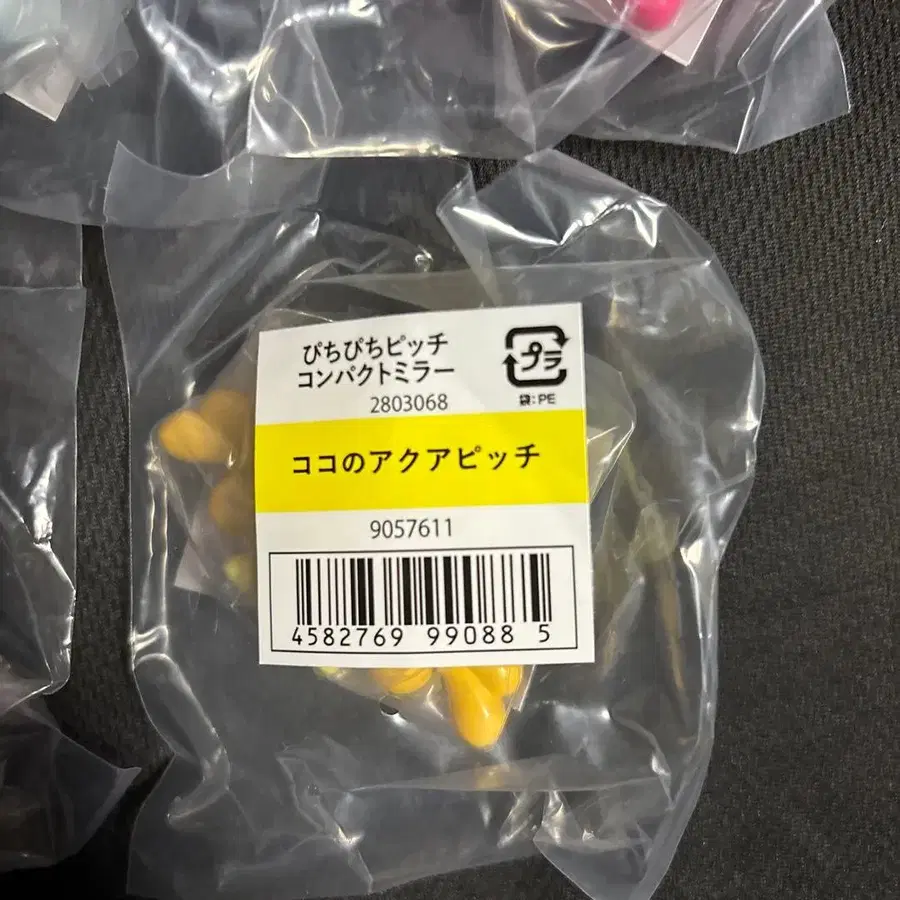 ぴちぴちピッチ
コンパクトミラー
2803068
プラ
袋:PE
ココのアクアピッチ
9057611
4582769 99088 5